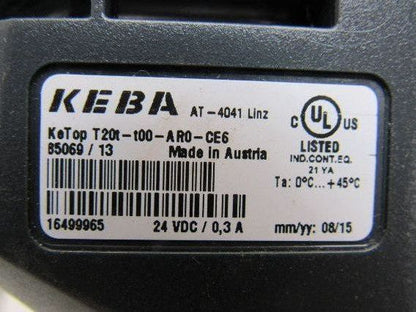 KEBA AT-4041 Linz
KeTop T20t-t00-AR0-CE6
85069 / 13 Made in Austria
16499965 24 VDC / 0,3 A
C UL US
LISTED
IND.CONT.EQ.
21 YA
Ta: 0°C...+45°C
mm/yy: 08/15